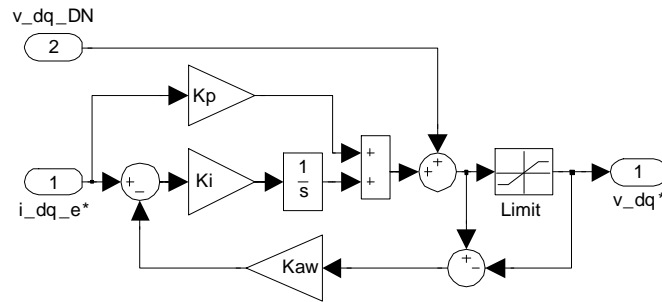 v_dq_DN
2
Kp
1
i_dq_e*
+
−
Ki
1
s
+
+
+
+
Limit
1
v_dq*
Kaw
+
−